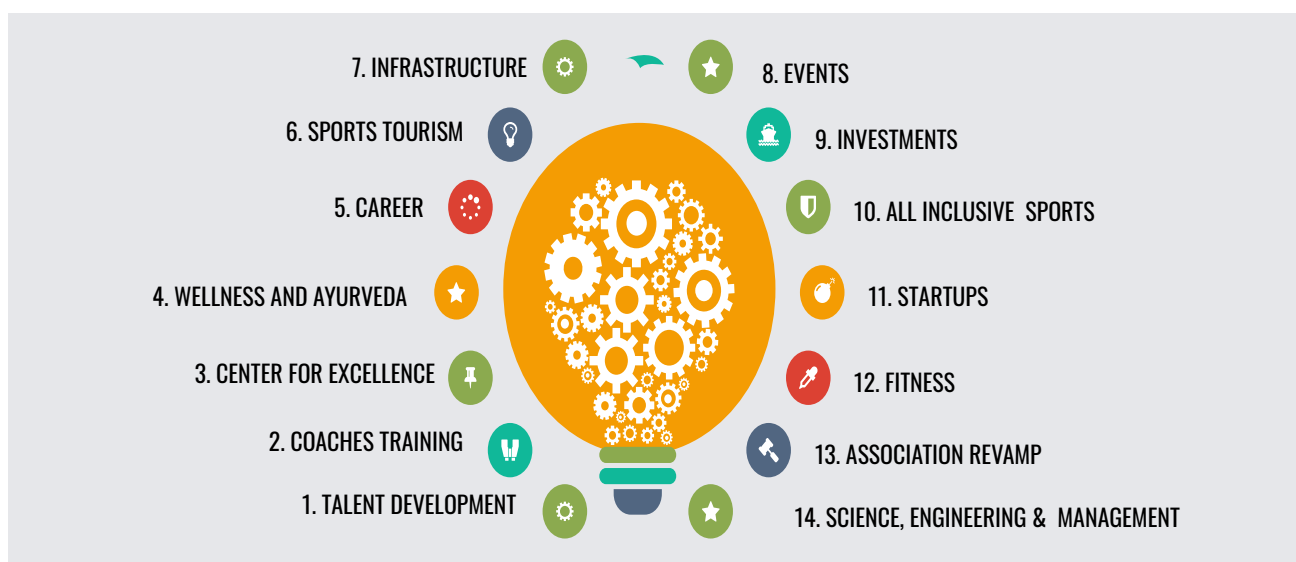 7. INFRASTRUCTURE
8. EVENTS
6. SPORTS TOURISM
9. INVESTMENTS
5. CAREER
10. ALL INCLUSIVE SPORTS
4. WELLNESS AND AYURVEDA
11. STARTUPS
3. CENTER FOR EXCELLENCE
12. FITNESS
2. COACHES TRAINING
13. ASSOCIATION REVAMP
1. TALENT DEVELOPMENT
14. SCIENCE, ENGINEERING & MANAGEMENT